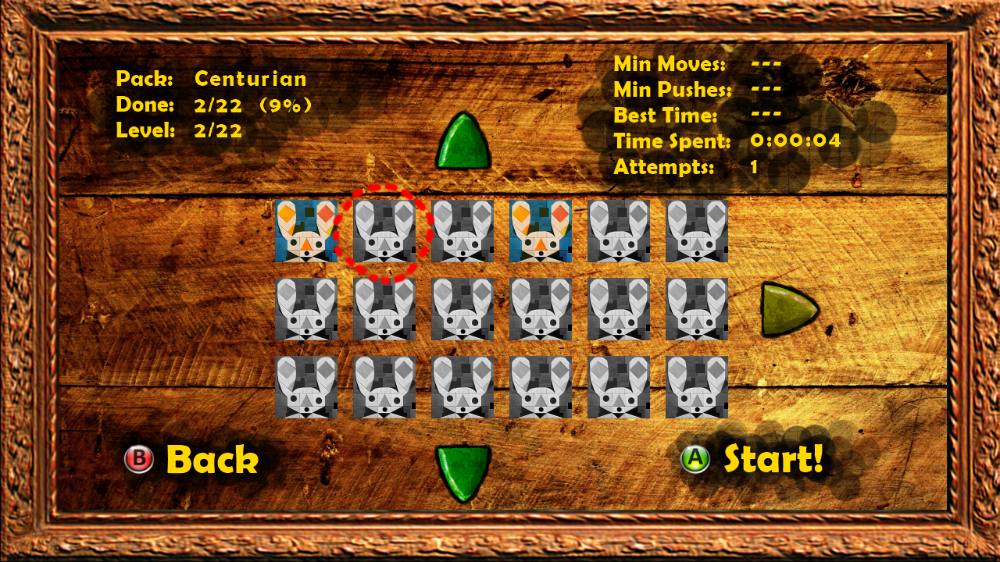 Pack: Centurian
Done: 2/22 (9%)
Level: 2/22
Min Moves: ---
Min Pushes: ---
Best Time: ---
Time Spent: 0:00:04
Attempts: 1
B Back
A Start!